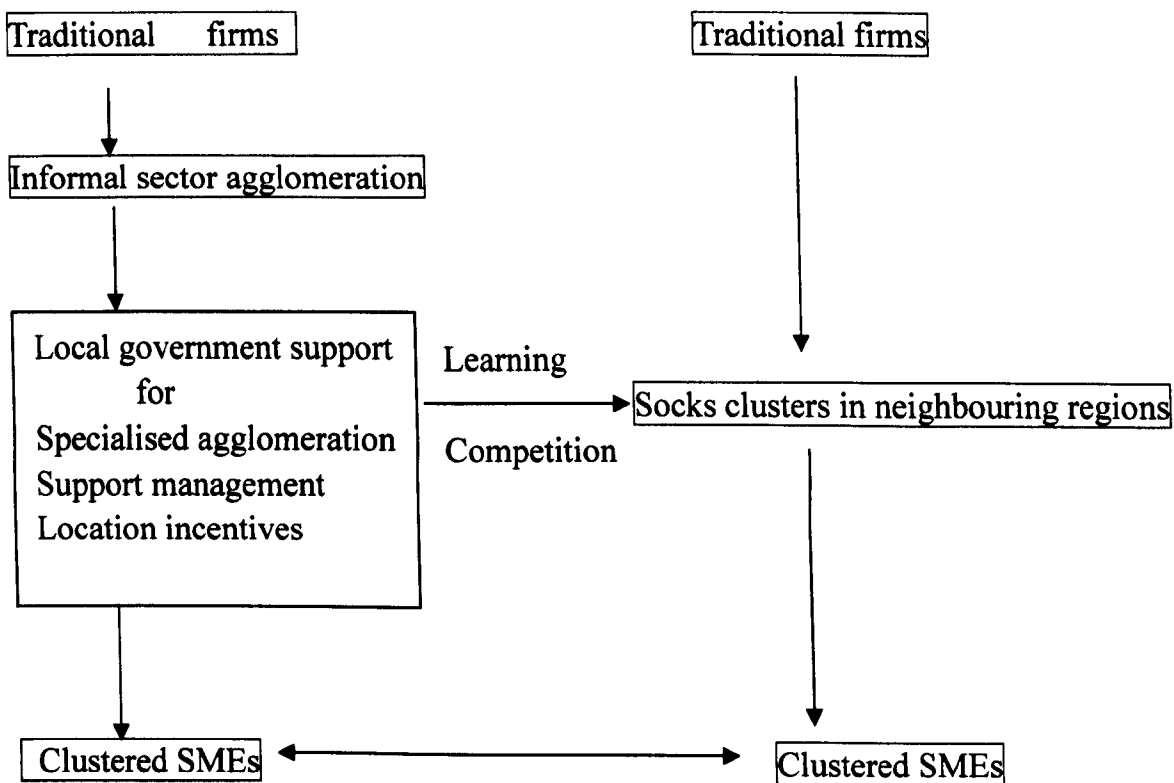 Traditional firms
Traditional firms
Informal sector agglomeration
Local government support
for
Specialised agglomeration
Support management
Location incentives
Learning
Competition
Socks clusters in neighbouring regions
Clustered SMEs
Clustered SMEs